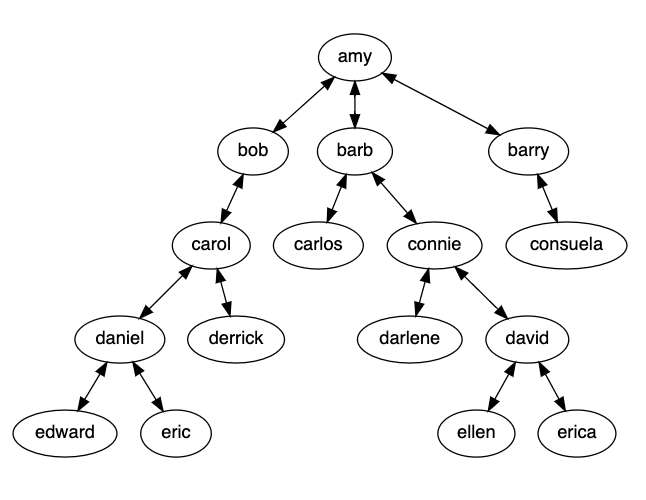 amy
bob barb barry
carol carlos connie consuela
daniel derrick darlene david
edward eric ellen erica